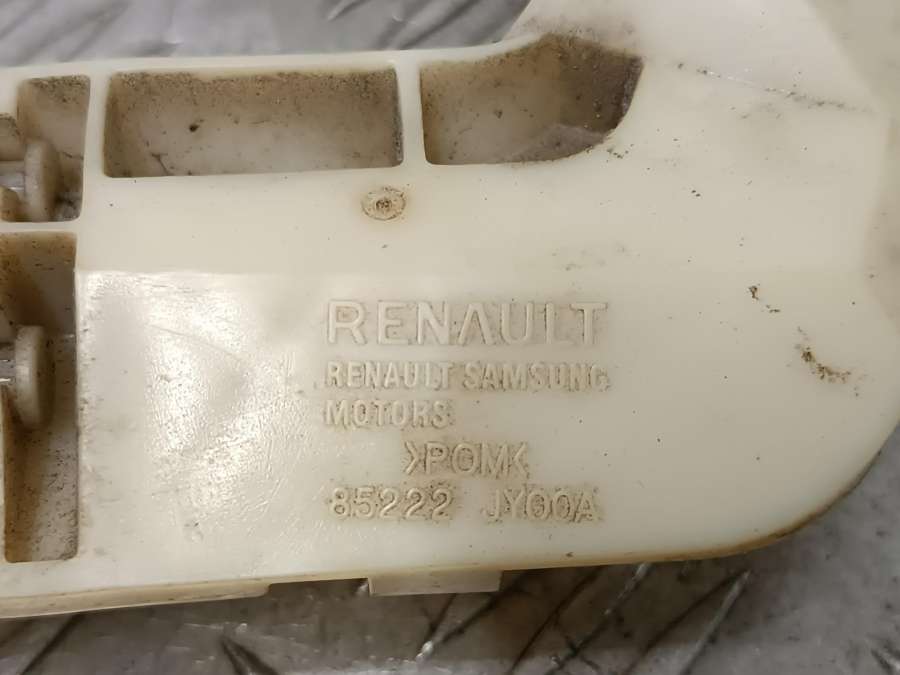 RENAULT
RENAULT SAMSUNG
MOTORS
>POM<
85222 JY00A